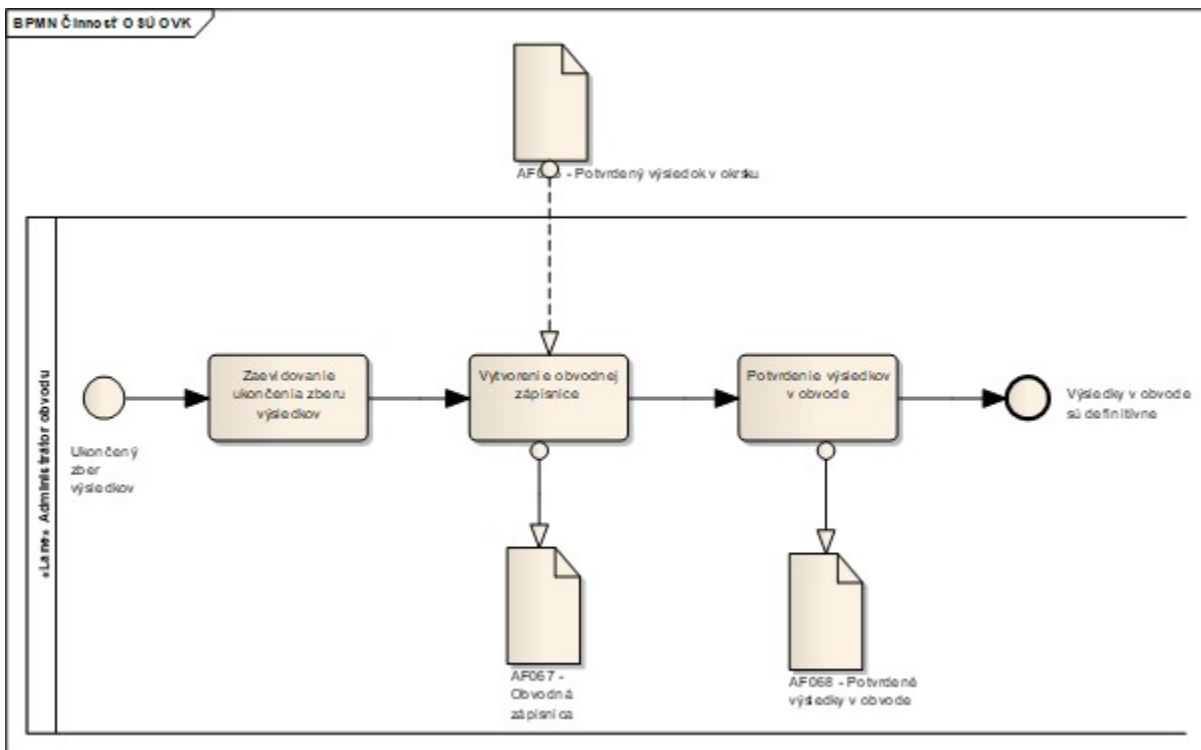 BPMN Činnosť OSÚ OVK
- Potvrdený výsledok v okrsku
«Lane» Administrátor obvodu
Ukončený
zber
výsledkov
Zaevidovanie
ukončenia zberu
výsledkov
Vytvorenie obvodnej
zápisnice
Potvrdenie výsledkov
v obvode
Výsledky v obvode
sú definitívne
AF067 -
Obvodná
zápisnica
AF068 - Potvrdené
výsledky v obvode